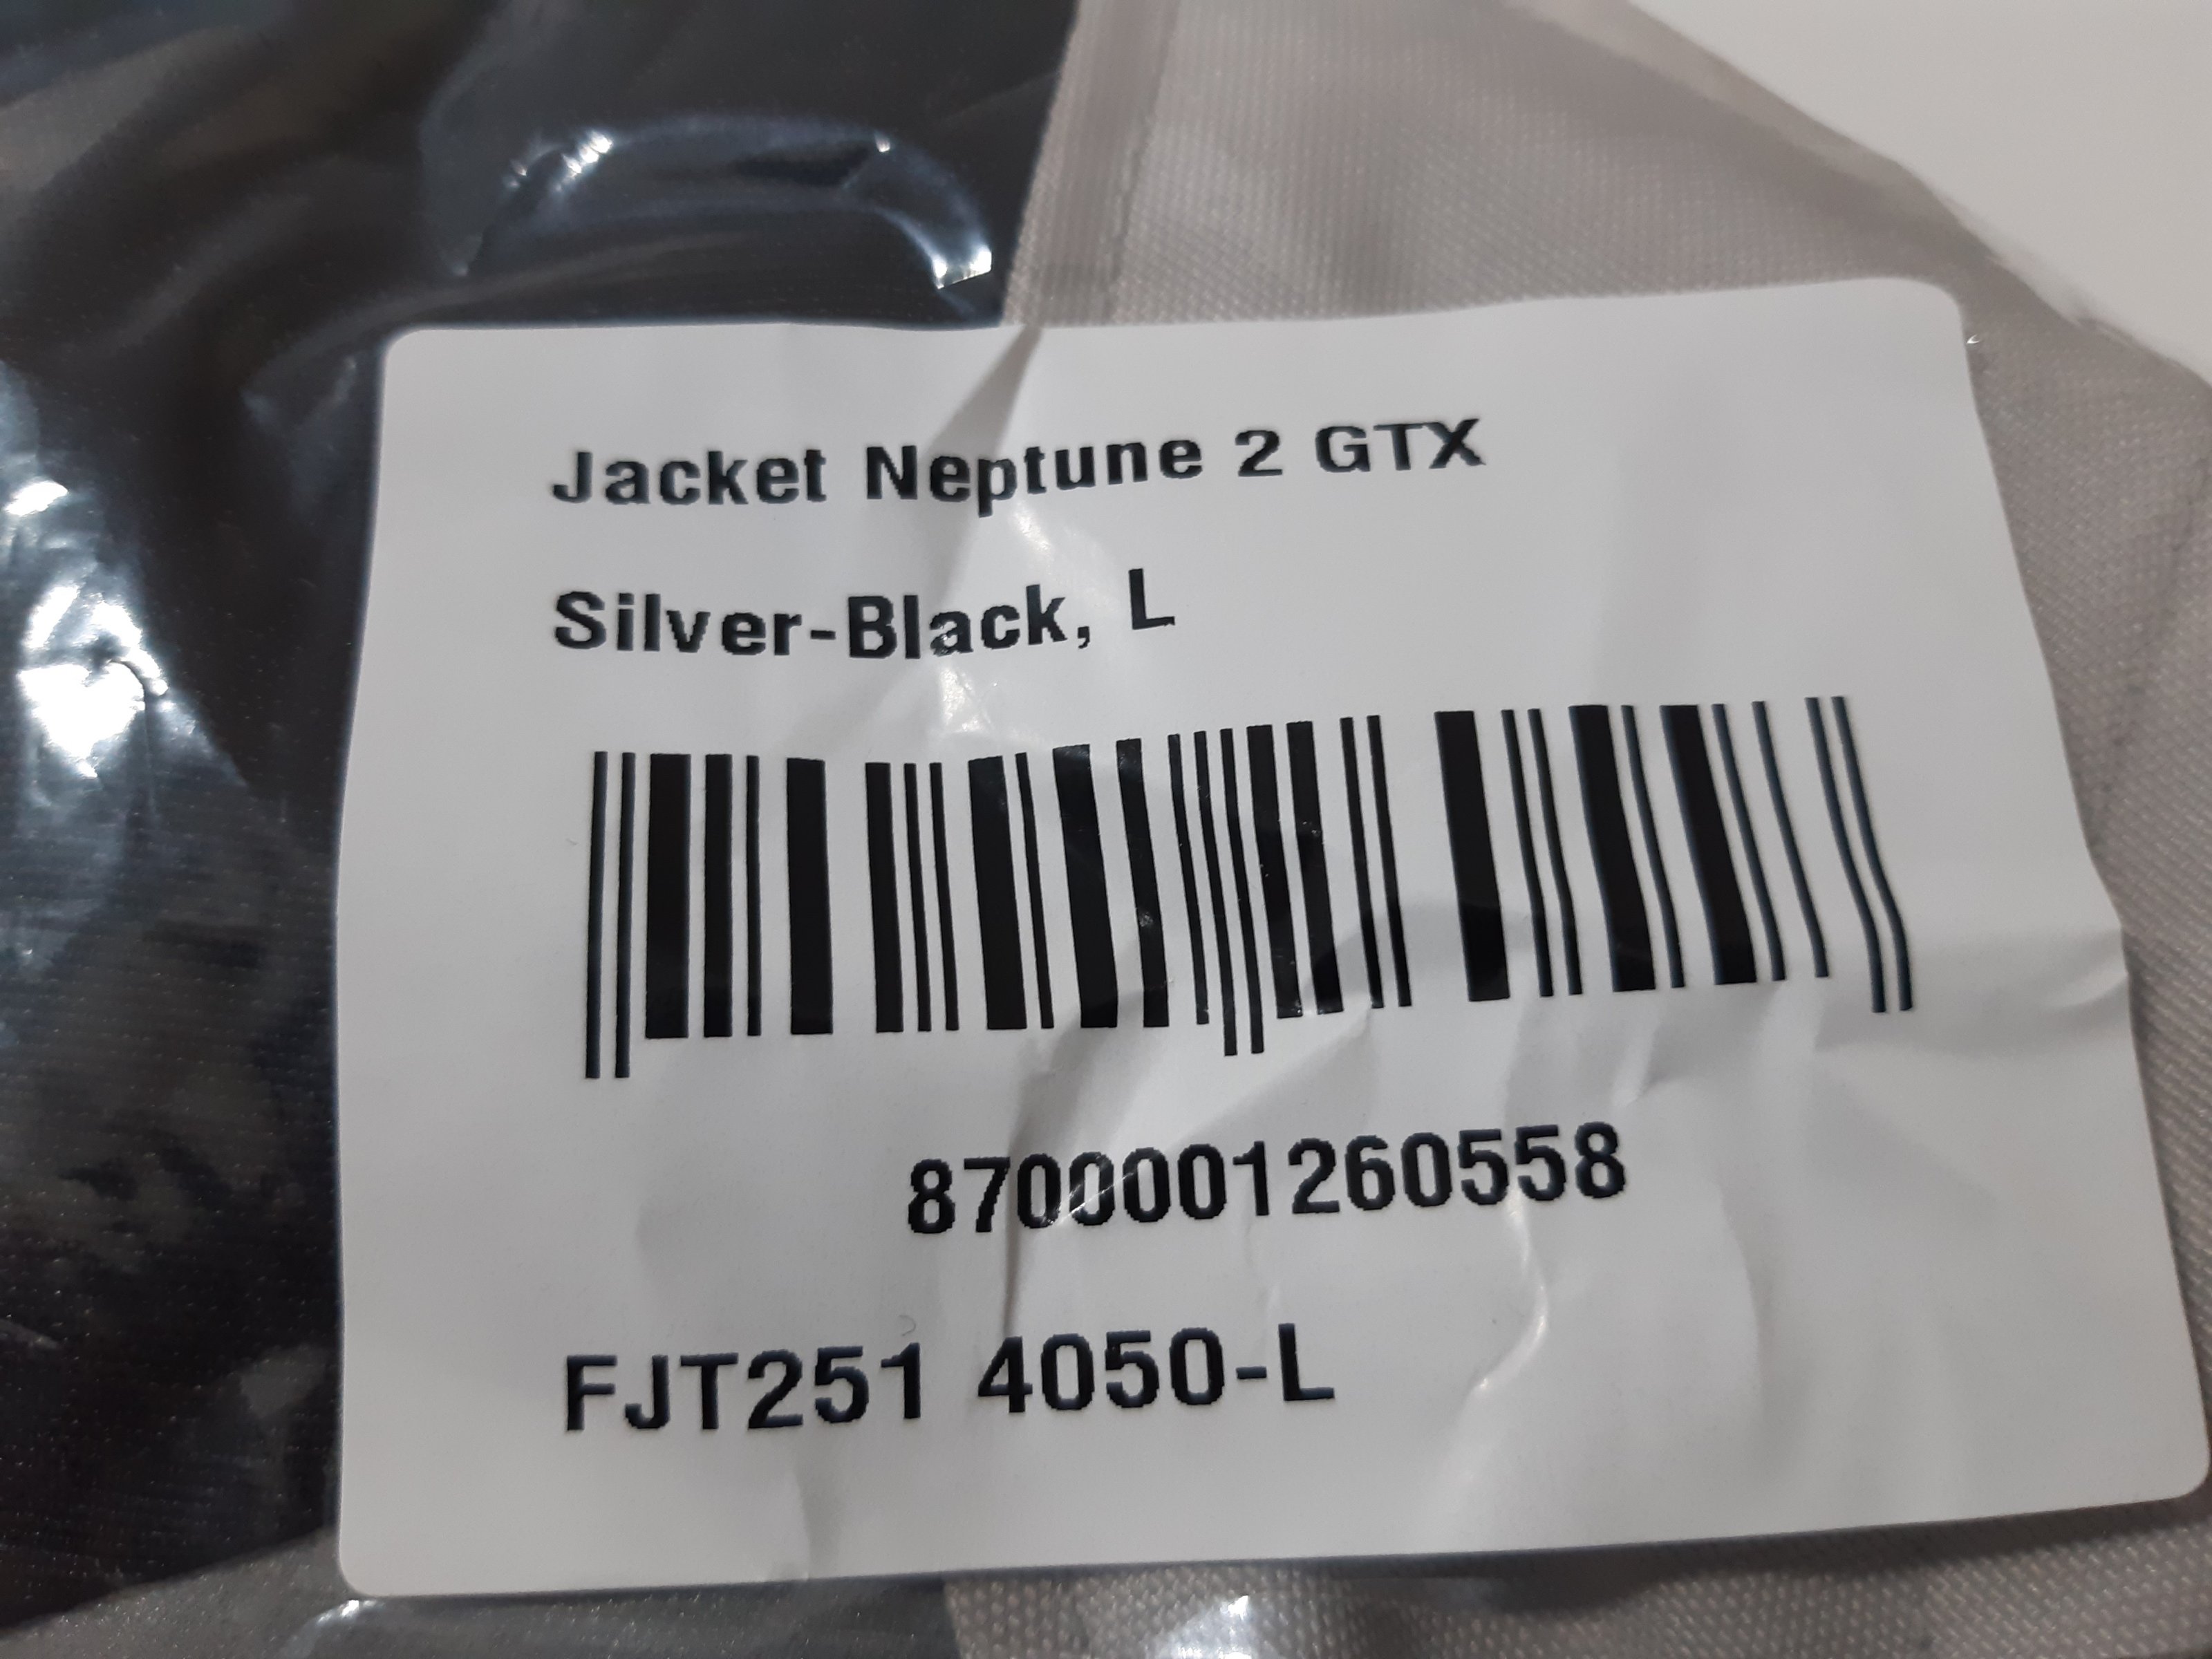 Jacket Neptune 2 GTX
Silver-Black, L
8700001260558
FJT251 4050-L